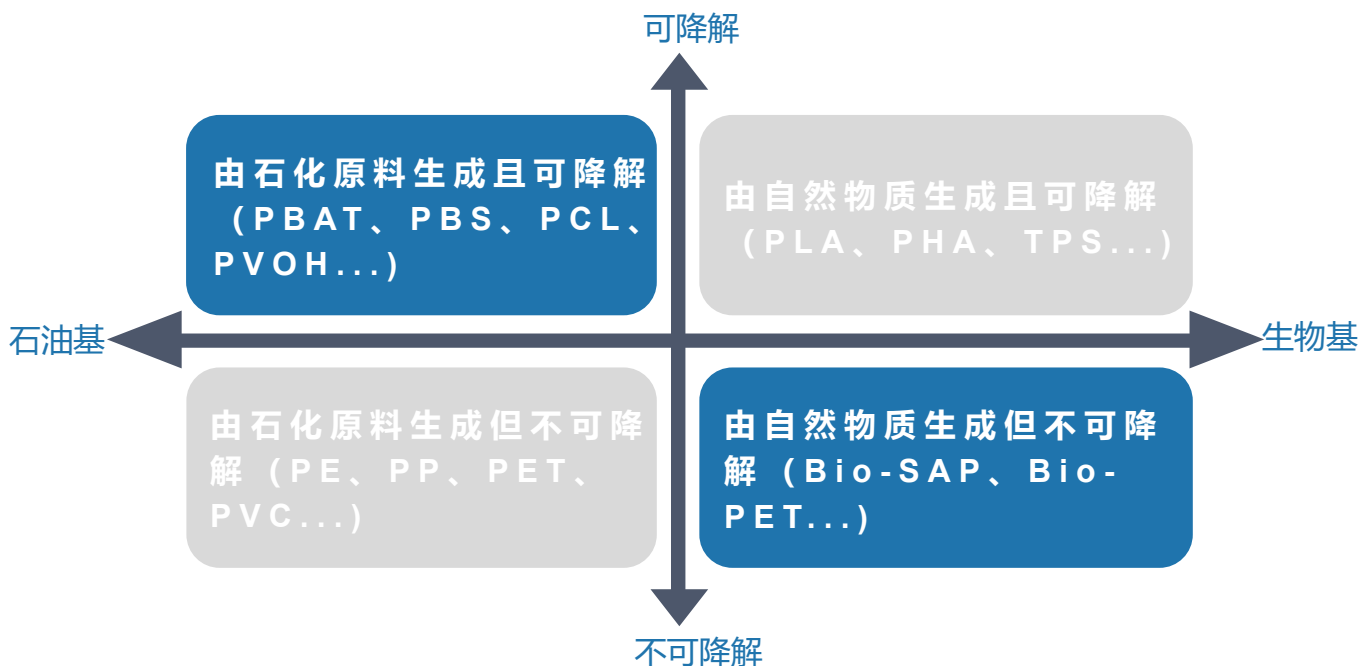 可降解
由石化原料生成且可降解
（PBAT、PBS、PCL、
PVOH...)
由自然物质生成且可降解
（PLA、PHA、TPS...）
石油基
生物基
由石化原料生成但不可降
解（PE、PP、PET、
PVC...)
由自然物质生成但不可降
解（Bio-SAP、Bio-
PET...)
不可降解